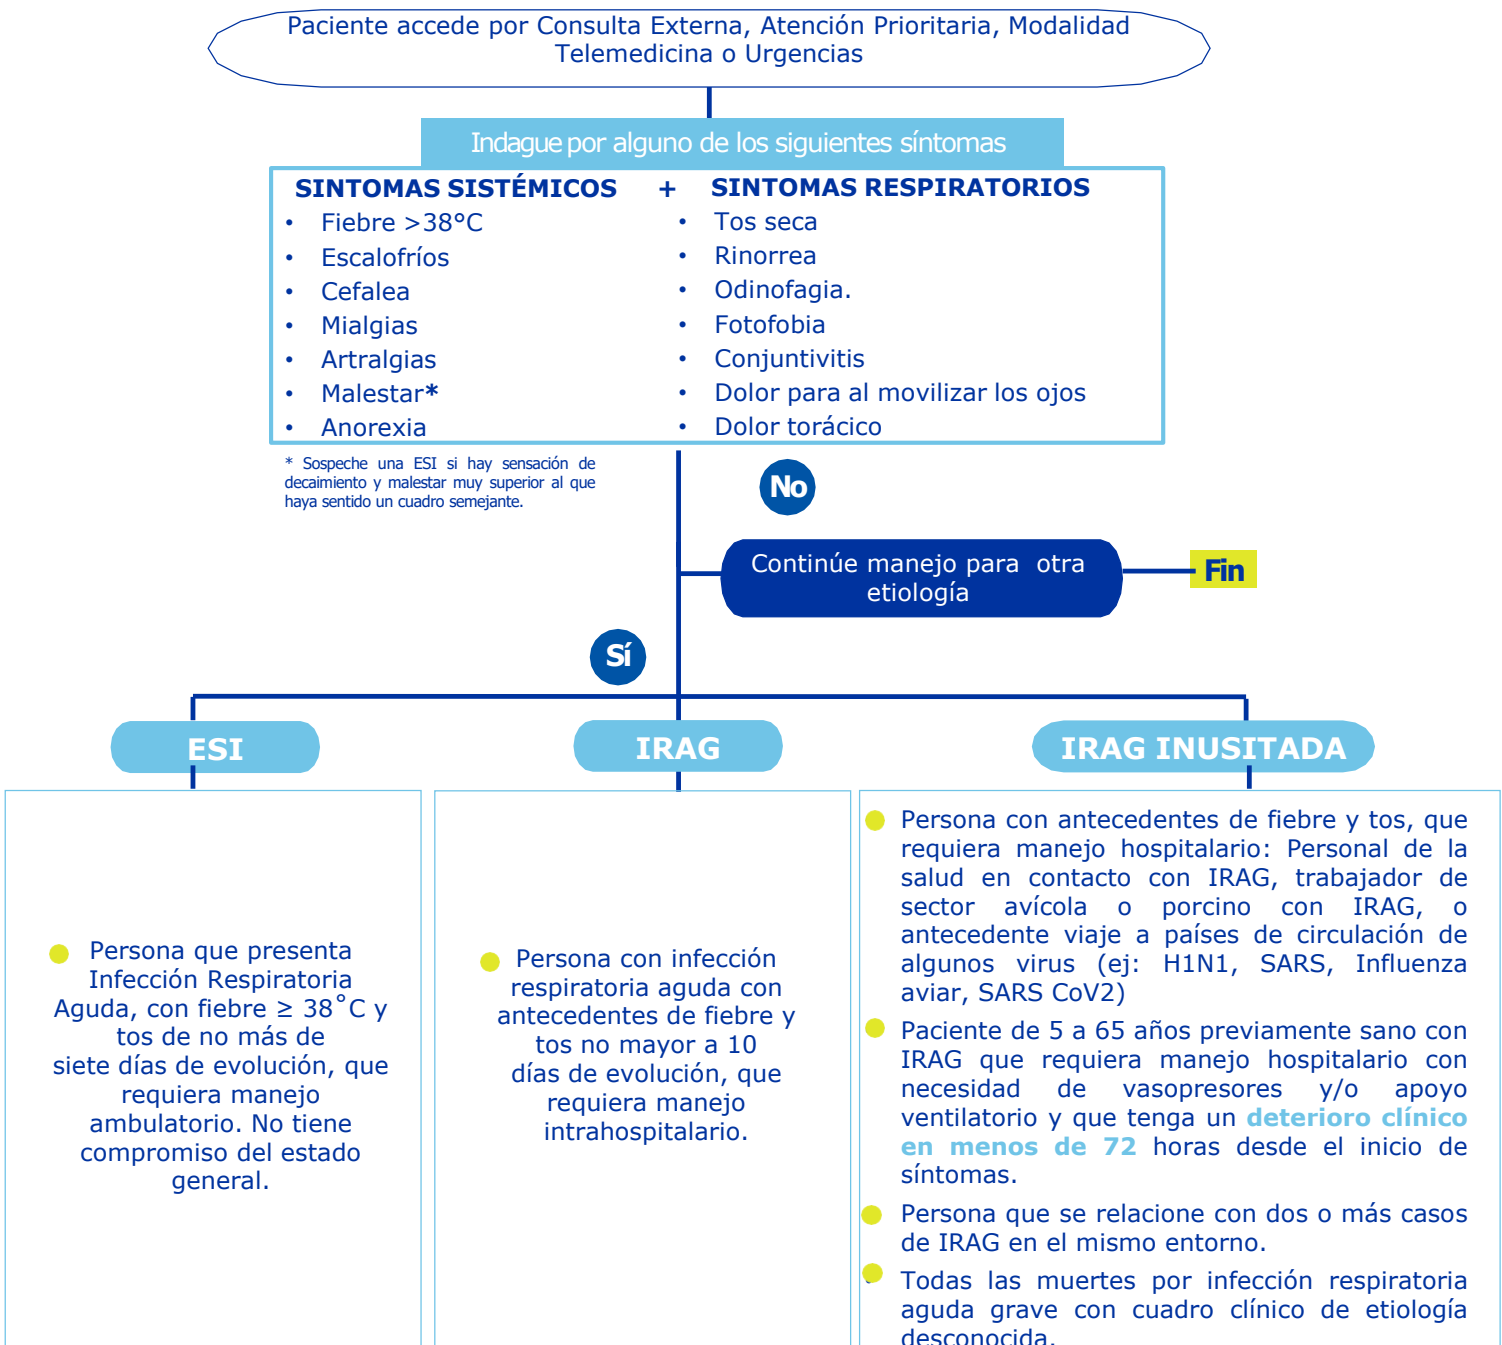 Paciente accede por Consulta Externa, Atención Prioritaria, Modalidad
Telemedicina o Urgencias
Indague por alguno de los siguientes síntomas
SINTOMAS SISTÉMICOS + SINTOMAS RESPIRATORIOS
• Fiebre >38°C
• Escalofríos
• Cefalea
• Mialgias
• Artralgias
• Malestar*
• Anorexia
• Tos seca
• Rinorrea
• Odinofagia.
• Fotofobia
• Conjuntivitis
• Dolor para al movilizar los ojos
• Dolor torácico
* Sospeche una ESI si hay sensación de
decaimiento y malestar muy superior al que
haya sentido un cuadro semejante.
No
Continúe manejo para otra
etiología
Fin
Sí
ESI
Persona que presenta
Infección Respiratoria
Aguda, con fiebre ≥ 38˚C y
tos de no más de
siete días de evolución, que
requiera manejo
ambulatorio. No tiene
compromiso del estado
general.
IRAG
Persona con infección
respiratoria aguda con
antecedentes de fiebre y
tos no mayor a 10
días de evolución, que
requiera manejo
intrahospitalario.
IRAG INUSITADA
Persona con antecedentes de fiebre y tos, que
requiera manejo hospitalario: Personal de la
salud en contacto con IRAG, trabajador de
sector avícola o porcino con IRAG, o
antecedente viaje a países de circulación de
algunos virus (ej: H1N1, SARS, Influenza
aviar, SARS CoV2)
Paciente de 5 a 65 años previamente sano con
IRAG que requiera manejo hospitalario con
necesidad de vasopresores y/o apoyo
ventilatorio y que tenga un deterioro clínico
en menos de 72 horas desde el inicio de
síntomas.
Persona que se relacione con dos o más casos
de IRAG en el mismo entorno.
Todas las muertes por infección respiratoria
aguda grave con cuadro clínico de etiología
desconocida.